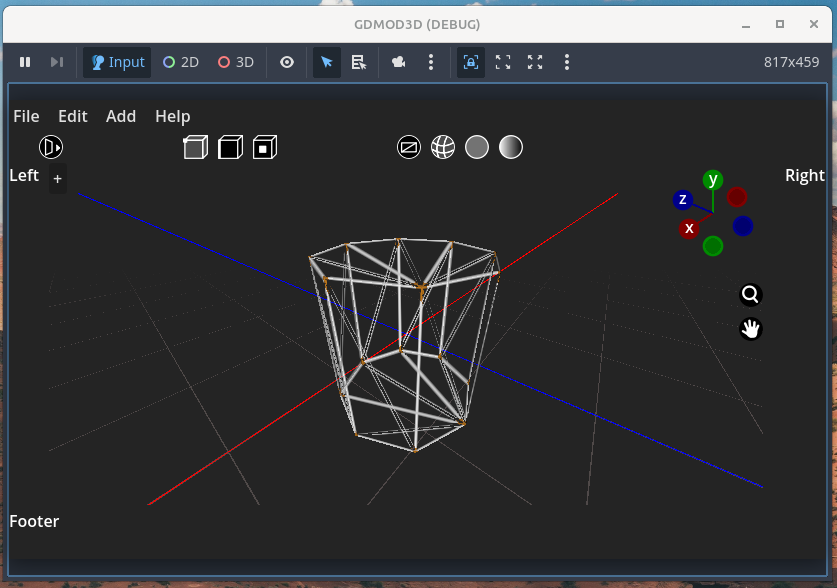 GDMOD3D (DEBUG)
Input 2D 3D 817x459
File Edit Add Help
Left + Right
y
z
x
Footer